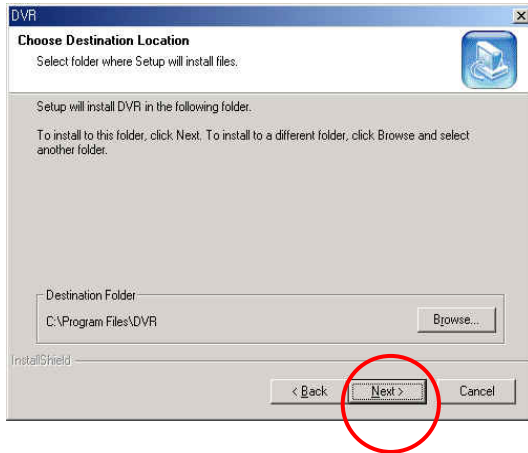 DVR
Choose Destination Location
Select folder where Setup will install files.
Setup will install DVR in the following folder.
To install to this folder, click Next. To install to a different folder, click Browse and select
another folder.
Destination Folder
C:\Program Files\DVR
Browse...
InstallShield
< Back
Next >
Cancel